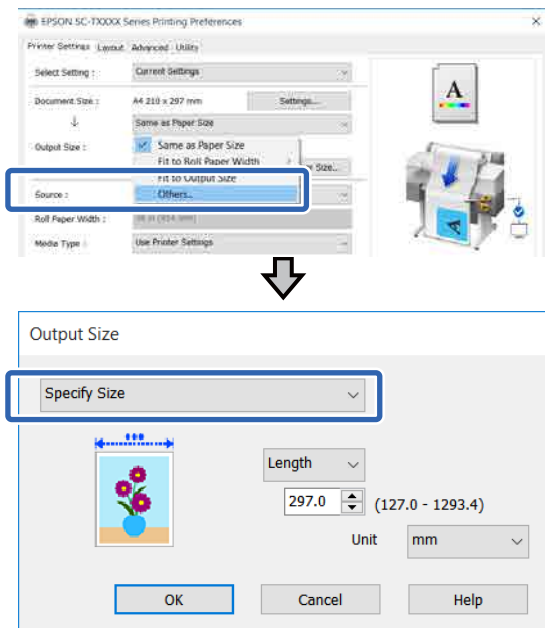 EPSON SC-TXXXX Series Printing Preferences
Printer Settings Layout Advanced Utility
Select Setting : Current Settings
Document Size : A4 210 x 297 mm Settings...
Same as Paper Size
Output Size : Same as Paper Size
Fit to Roll Paper Width
Size...
Fit to Output Size
Source : Others...
Roll Paper Width :
Media Type : Use Printer Settings
A
Output Size
Specify Size
Length
297.0 (127.0 - 1293.4)
Unit mm
OK Cancel Help